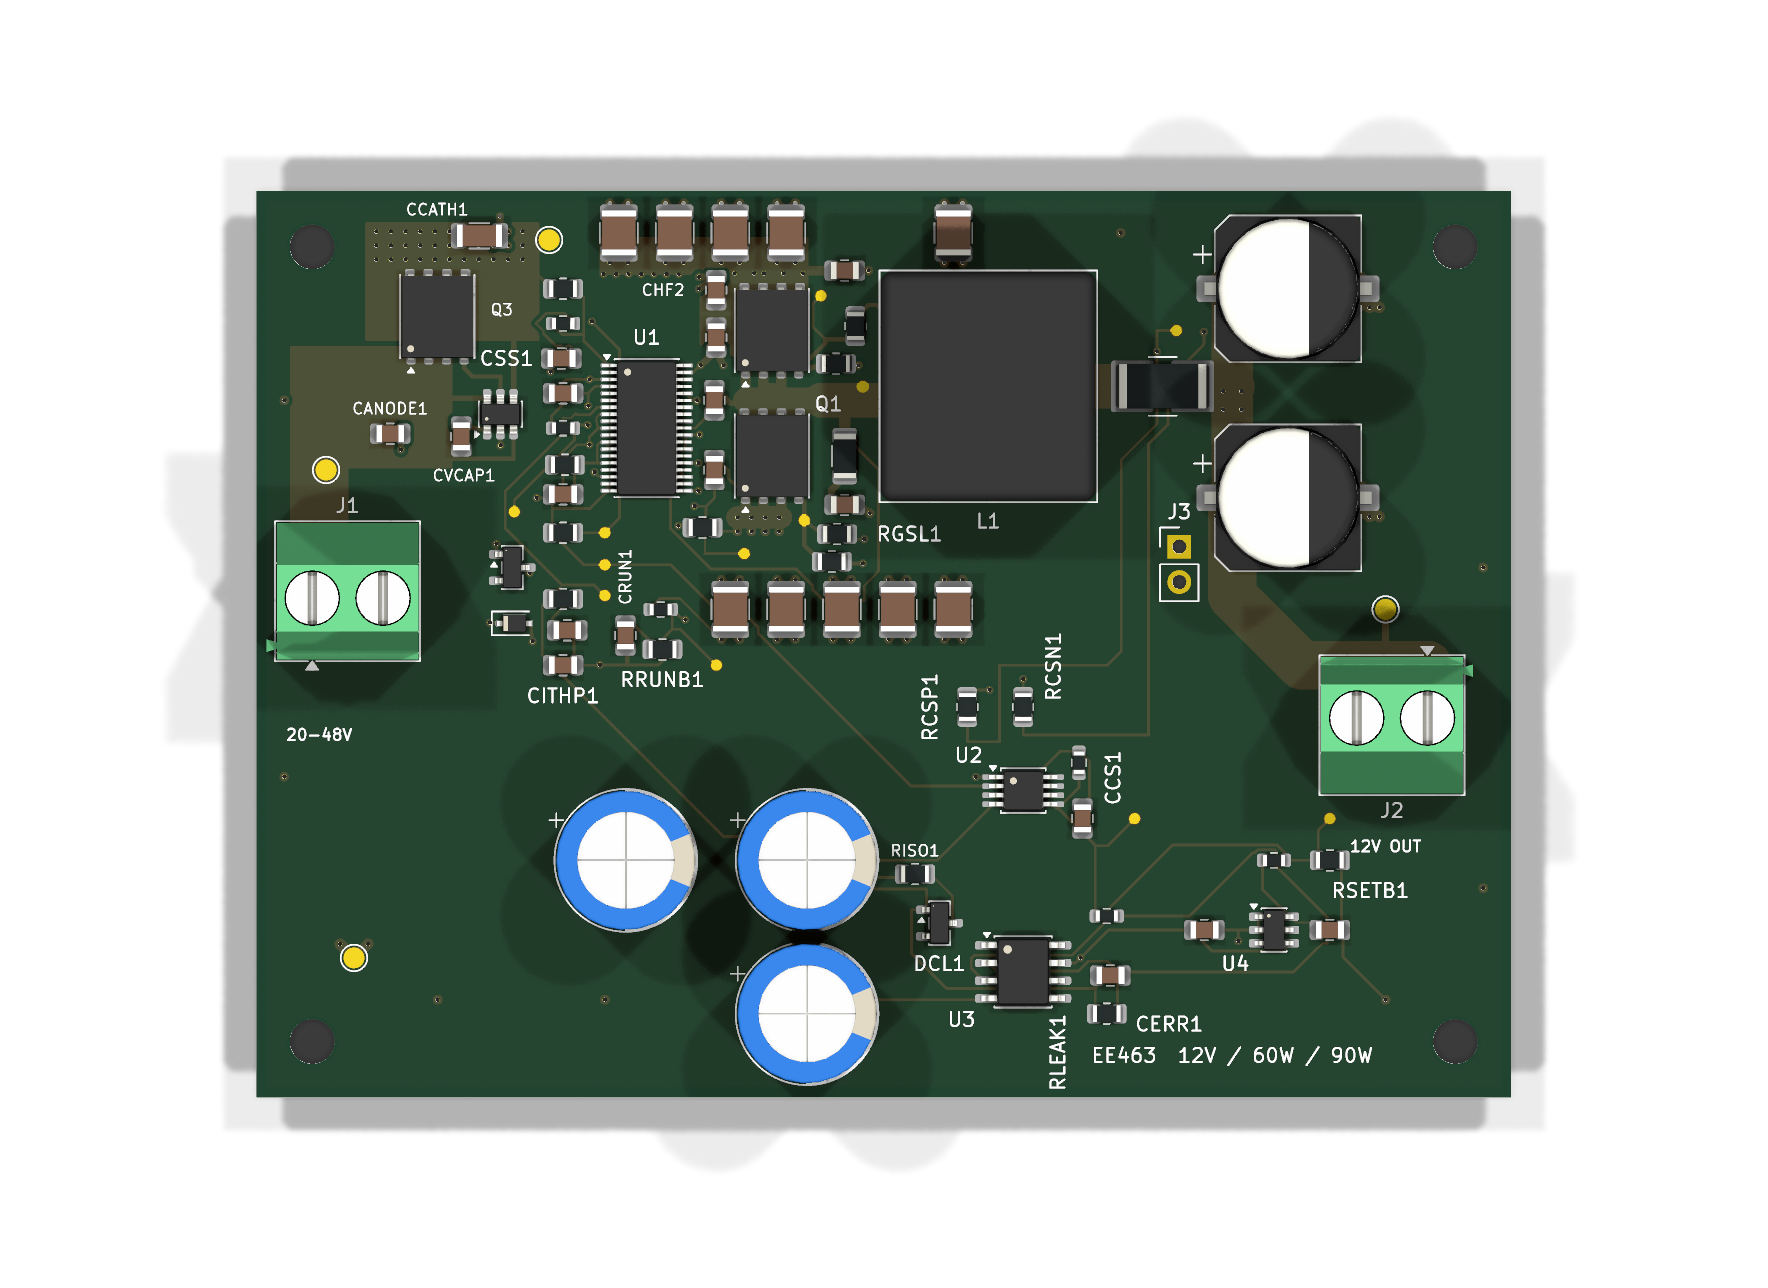 CCATH1
CHF2
Q3
U1
CSS1
CANODE1
Q1
CVCAP1
J1
J3
L1
RGSL1
CRUN1
RRUNB1
CITHP1
RCSP1
RCSN1
20-48V
U2
CCS1
J2
12V OUT
RISO1
RSETB1
DCL1
U4
U3
RLEAK1
CERR1
EE463 12V / 60W / 90W